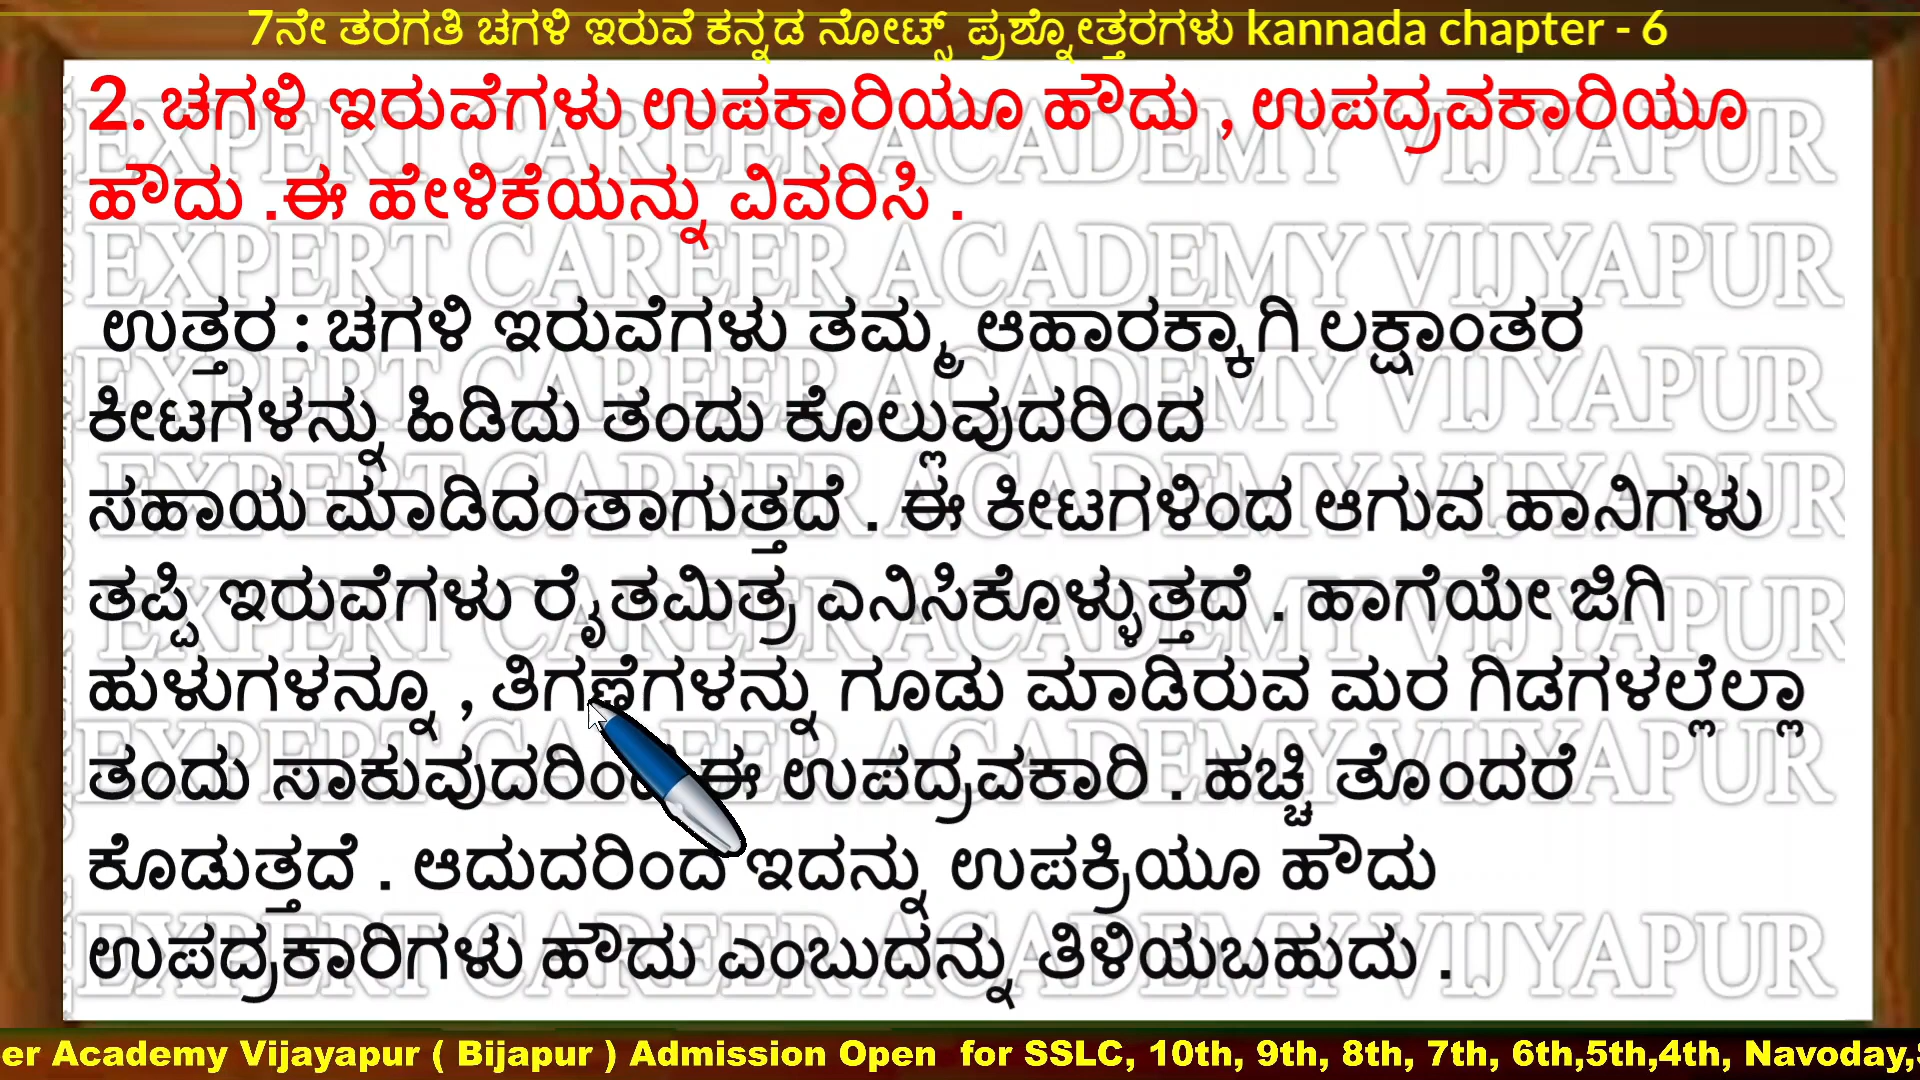 7ನೇ ತರಗತಿ ಚಗಳಿ ಇರುವೆ ಕನ್ನಡ ನೋಟ್ಸ್ ಪ್ರಶ್ನೋತ್ತರಗಳು kannada chapter - 6
2. ಚಗಳಿ ಇರುವೆಗಳು ಉಪಕಾರಿಯೂ ಹೌದು , ಉಪದ್ರವಕಾರಿಯೂ
ಹೌದು .ಈ ಹೇಳಿಕೆಯನ್ನು ವಿವರಿಸಿ .
ಉತ್ತರ : ಚಗಳಿ ಇರುವೆಗಳು ತಮ್ಮ ಆಹಾರಕ್ಕಾಗಿ ಲಕ್ಷಾಂತರ
ಕೀಟಗಳನ್ನು ಹಿಡಿದು ತಂದು ಕೊಲ್ಲುವುದರಿಂದ
ಸಹಾಯ ಮಾಡಿದಂತಾಗುತ್ತದೆ . ಈ ಕೀಟಗಳಿಂದ ಆಗುವ ಹಾನಿಗಳು
ತಪ್ಪಿ ಇರುವೆಗಳು ರೈತಮಿತ್ರ ಎನಿಸಿಕೊಳ್ಳುತ್ತದೆ . ಹಾಗೆಯೇ ಜಿಗಿ
ಹುಳುಗಳನ್ನೂ , ತಿಗಣೆಗಳನ್ನು ಗೂಡು ಮಾಡಿರುವ ಮರ ಗಿಡಗಳಲ್ಲೆಲ್ಲಾ
ತಂದು ಸಾಕುವುದರಿಂದ ಈ ಉಪದ್ರವಕಾರಿ . ಹಚ್ಚಿ ತೊಂದರೆ
ಕೊಡುತ್ತದೆ . ಆದುದರಿಂದ ಇದನ್ನು ಉಪಕ್ರಿಯೂ ಹೌದು
ಉಪದ್ರಕಾರಿಗಳು ಹೌದು ಎಂಬುದನ್ನು ತಿಳಿಯಬಹುದು .
er Academy Vijayapur ( Bijapur ) Admission Open for SSLC, 10th, 9th, 8th, 7th, 6th,5th,4th, Navoday,